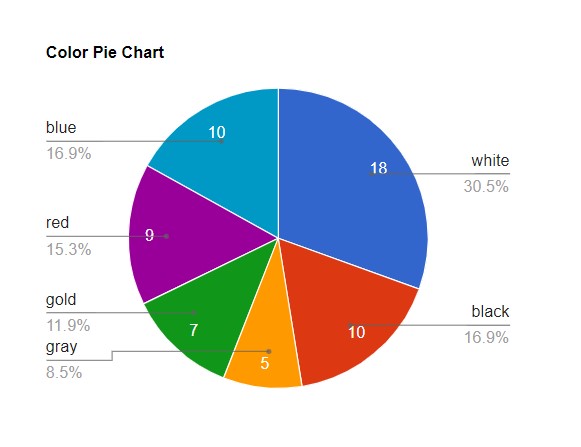 Color Pie Chart
blue
16.9%
10
18
white
30.5%
red
15.3%
9
gold
11.9%
7
gray
8.5%
5
10
black
16.9%